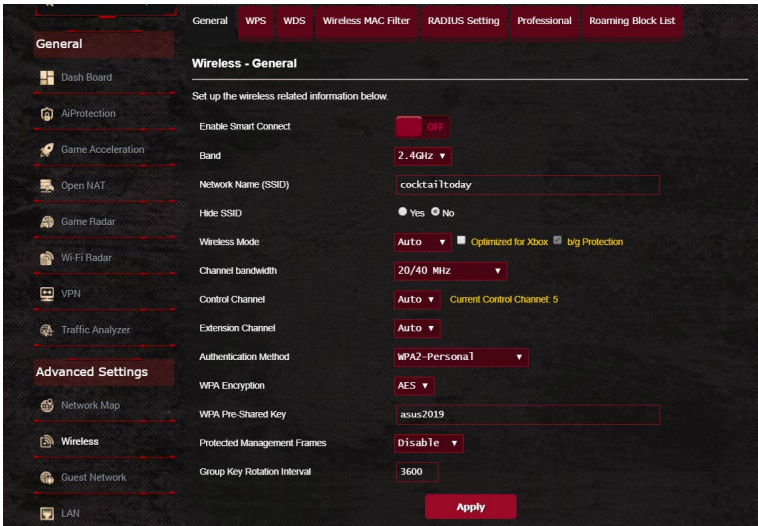 General WPS WDS Wireless MAC Filter RADIUS Setting Professional Roaming Block List
General
Dash Board
AiProtection
Game Acceleration
Open NAT
Game Radar
Wi-Fi Radar
VPN
Traffic Analyzer
Advanced Settings
Network Map
Wireless
Guest Network
LAN
Wireless - General
Set up the wireless related information below.
Enable Smart Connect OFF
Band 2.4GHz
Network Name (SSID) cocktailtoday
Hide SSID Yes No
Wireless Mode Auto Optimized for Xbox b/g Protection
Channel bandwidth 20/40 MHz
Control Channel Auto Current Control Channel: 5
Extension Channel Auto
Authentication Method WPA2-Personal
WPA Encryption AES
WPA Pre-Shared Key asus2019
Protected Management Frames Disable
Group Key Rotation Interval 3600
Apply